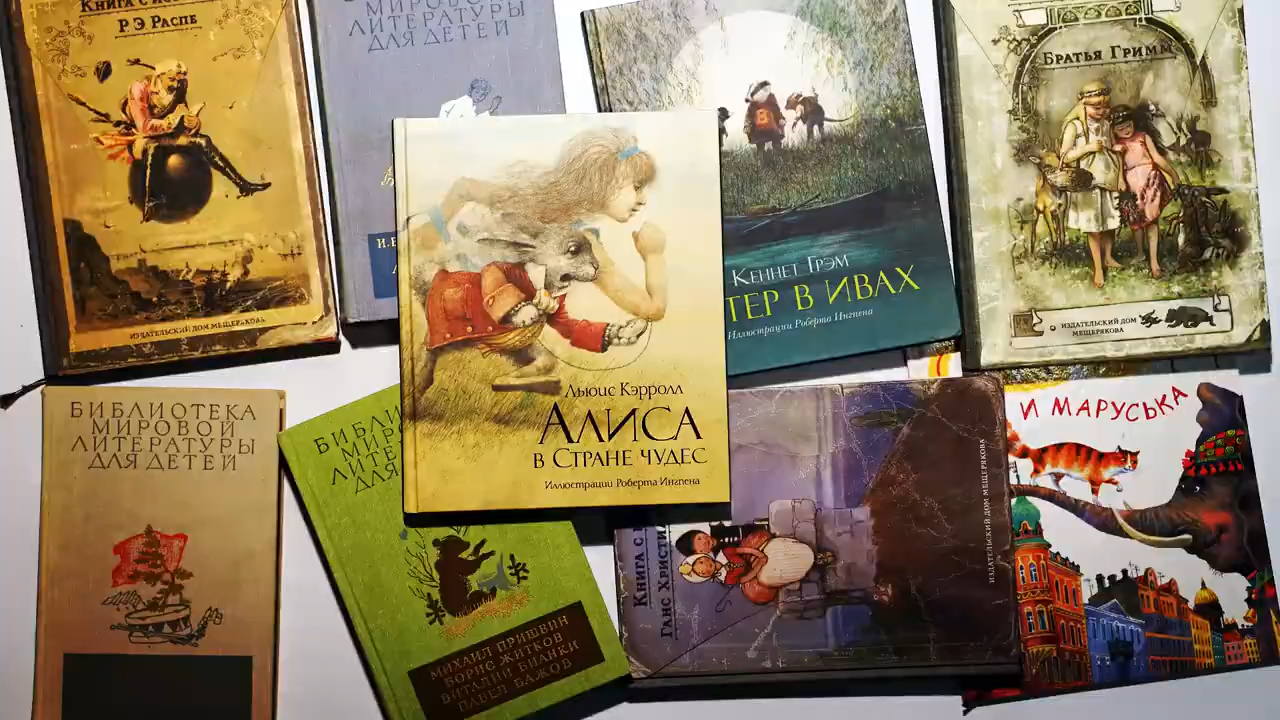 КНИГА С
Р.Э РАСПЕ
ИЗДАТЕЛЬСКИЙ ДОМ МЕЩЕРЯКОВА
МИРОВОЙ
ЛИТЕРАТУРЫ
ДЛЯ ДЕТЕЙ
КЕННЕТ ГРЭМ
ТЕР В ИВАХ
Иллюстрации Роберта Ингпена
БРАТЬЯ ГРИММ
ИЗДАТЕЛЬСКИЙ ДОМ
МЕЩЕРЯКОВА
Льюис Кэрролл
АЛИСА
В СТРАНЕ ЧУДЕС
Иллюстрации Роберта Ингпена
БИБЛИОТЕКА
МИРОВОЙ
ЛИТЕРАТУРЫ
ДЛЯ ДЕТЕЙ
БИБЛИ
МИР
ЛИТЕ
ДЛЯ
МИХАИЛ ПРИШВИН
БОРИС ЖИТКОВ
ВИТАЛИЙ БИАНКИ
ПАВЕЛ БАЖОВ
КНИГА С
ГАНС ХРИСТИ
ИЗДАТЕЛЬСКИЙ ДОМ МЕЩЕРЯКОВА
И МАРУСЬКА